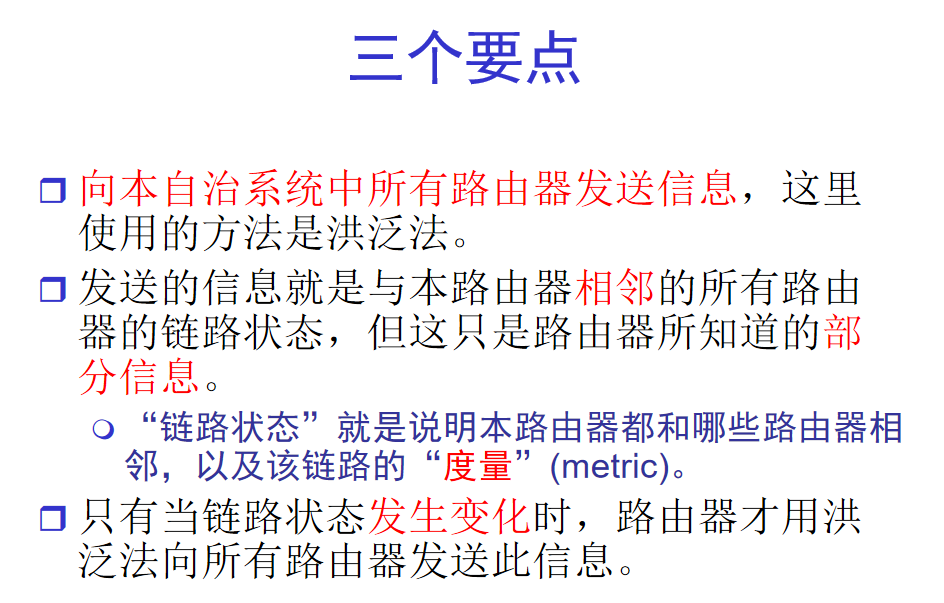 三个要点
向本自治系统中所有路由器发送信息，这里
使用的方法是洪泛法。
发送的信息就是与本路由器相邻的所有路由
器的链路状态，但这只是路由器所知道的部
分信息。
“链路状态”就是说明本路由器都和哪些路由器相
邻，以及该链路的“度量”(metric)。
只有当链路状态发生变化时，路由器才用洪
泛法向所有路由器发送此信息。